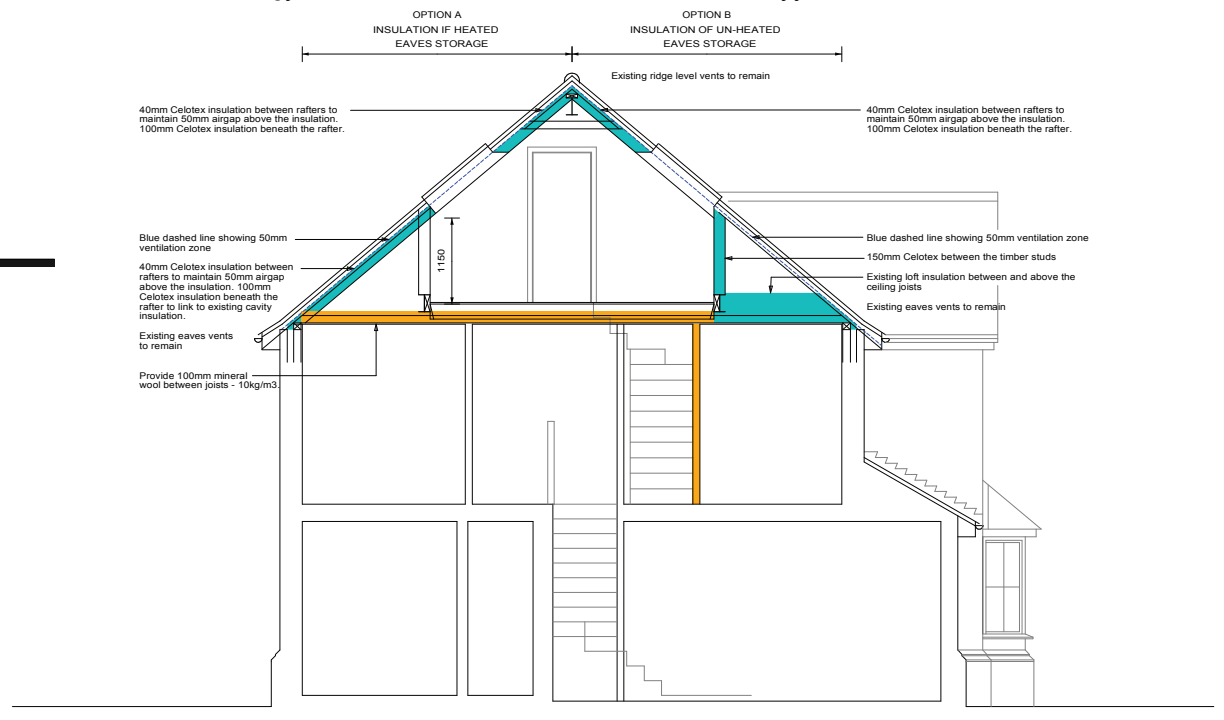 OPTION A
INSULATION IF HEATED
EAVES STORAGE
OPTION B
INSULATION OF UN-HEATED
EAVES STORAGE
Existing ridge level vents to remain
40mm Celotex insulation between rafters to
maintain 50mm airgap above the insulation.
100mm Celotex insulation beneath the rafter.
40mm Celotex insulation between rafters to
maintain 50mm airgap above the insulation.
100mm Celotex insulation beneath the rafter.
Blue dashed line showing 50mm
ventilation zone
40mm Celotex insulation between
rafters to maintain 50mm airgap
above the insulation. 100mm
Celotex insulation beneath the
rafter to link to existing cavity
insulation.
Existing eaves vents
to remain
Provide 100mm mineral
wool between joists - 10kg/m3.
1150
Blue dashed line showing 50mm ventilation zone
150mm Celotex between the timber studs
Existing loft insulation between and above the
ceiling joists
Existing eaves vents to remain